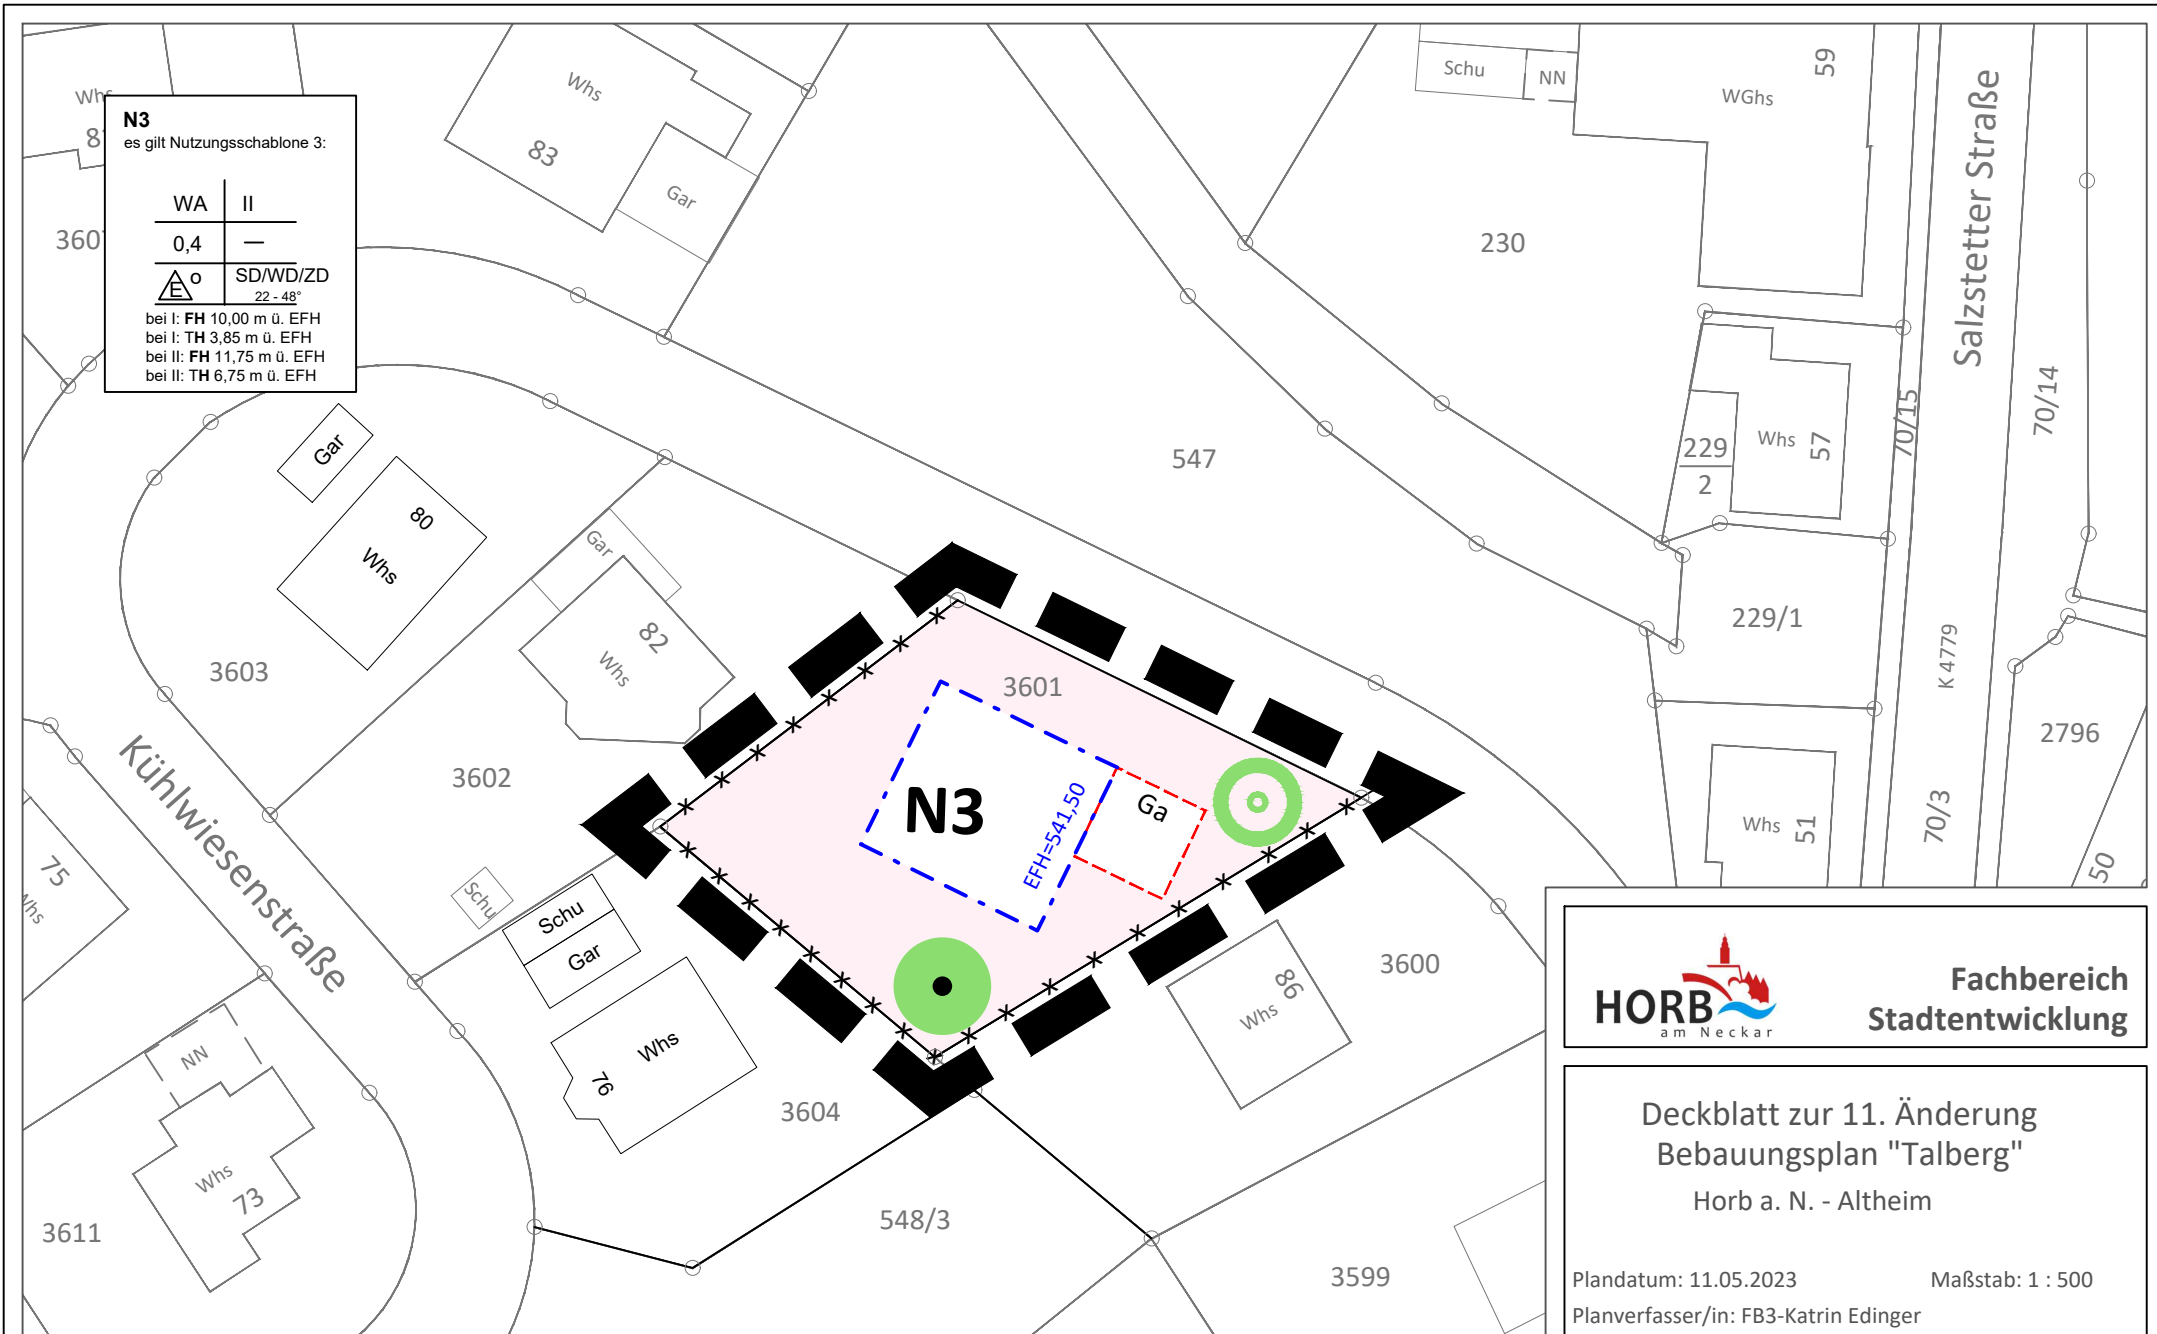 N3
es gilt Nutzungsschablone 3:
WA II
0,4 —
E o SD/WD/ZD
22 - 48°
bei I: FH 10,00 m ü. EFH
bei I: TH 3,85 m ü. EFH
bei II: FH 11,75 m ü. EFH
bei II: TH 6,75 m ü. EFH
Whs
Whs
83
Gar
Schu
NN
WGhs
59
Salzstetter Straße
230
547
229
2
Whs 57
70/15
70/14
229/1
K 4779
2796
Whs 51
70/3
50
Gar
80
Whs
3603
Gar
82
Whs
3602
3601
N3
EFH=541,50
Ga
Kühlwiesenstraße
75
Whs
Schu
Schu
Gar
Whs
76
3604
86
Whs
3600
NN
Whs
73
3611
548/3
3599
HORB
am Neckar
Fachbereich
Stadtentwicklung
Deckblatt zur 11. Änderung
Bebauungsplan "Talberg"
Horb a. N. - Altheim
Plandatum: 11.05.2023 Maßstab: 1 : 500
Planverfasser/in: FB3-Katrin Edinger